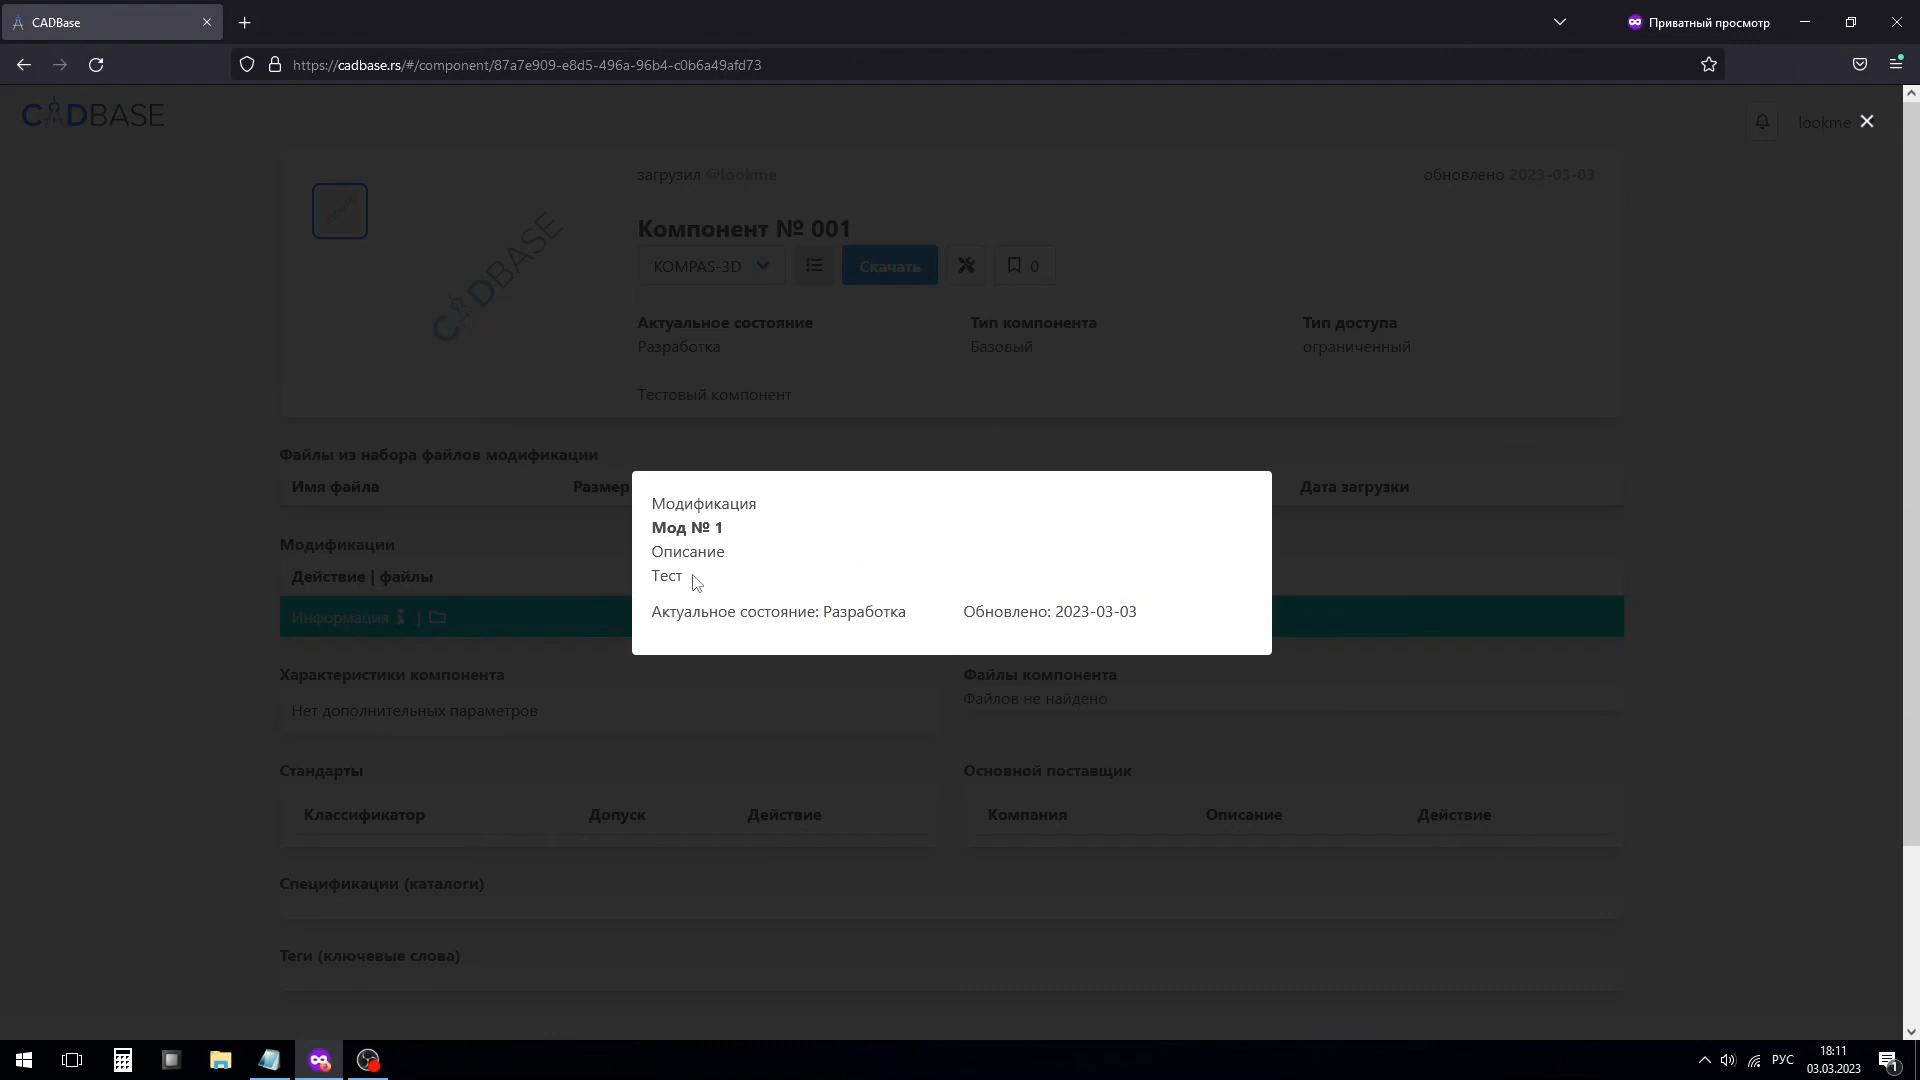 CADBase
Приватный просмотр
https://cadbase.rs/#/component/87a7e909-e8d5-496a-96b4-c0b6a49afd73
CADBASE
lookme
загрузил @lookme
обновлено 2023-03-03
CADBASE
Компонент № 001
KOMPAS-3D
Скачать
0
Актуальное состояние
Тип компонента
Тип доступа
Разработка
Базовый
ограниченный
Тестовый компонент
Файлы из набора файлов модификации
Имя файла
Размер
Дата загрузки
Модификации
Действие | файлы
Информация |
Модификация
Мод № 1
Описание
Тест
Актуальное состояние: Разработка
Обновлено: 2023-03-03
Характеристики компонента
Файлы компонента
Нет дополнительных параметров
Файлов не найдено
Стандарты
Основной поставщик
Классификатор
Допуск
Действие
Компания
Описание
Действие
Спецификации (каталоги)
Теги (ключевые слова)
РУС
18:11
03.03.2023
1